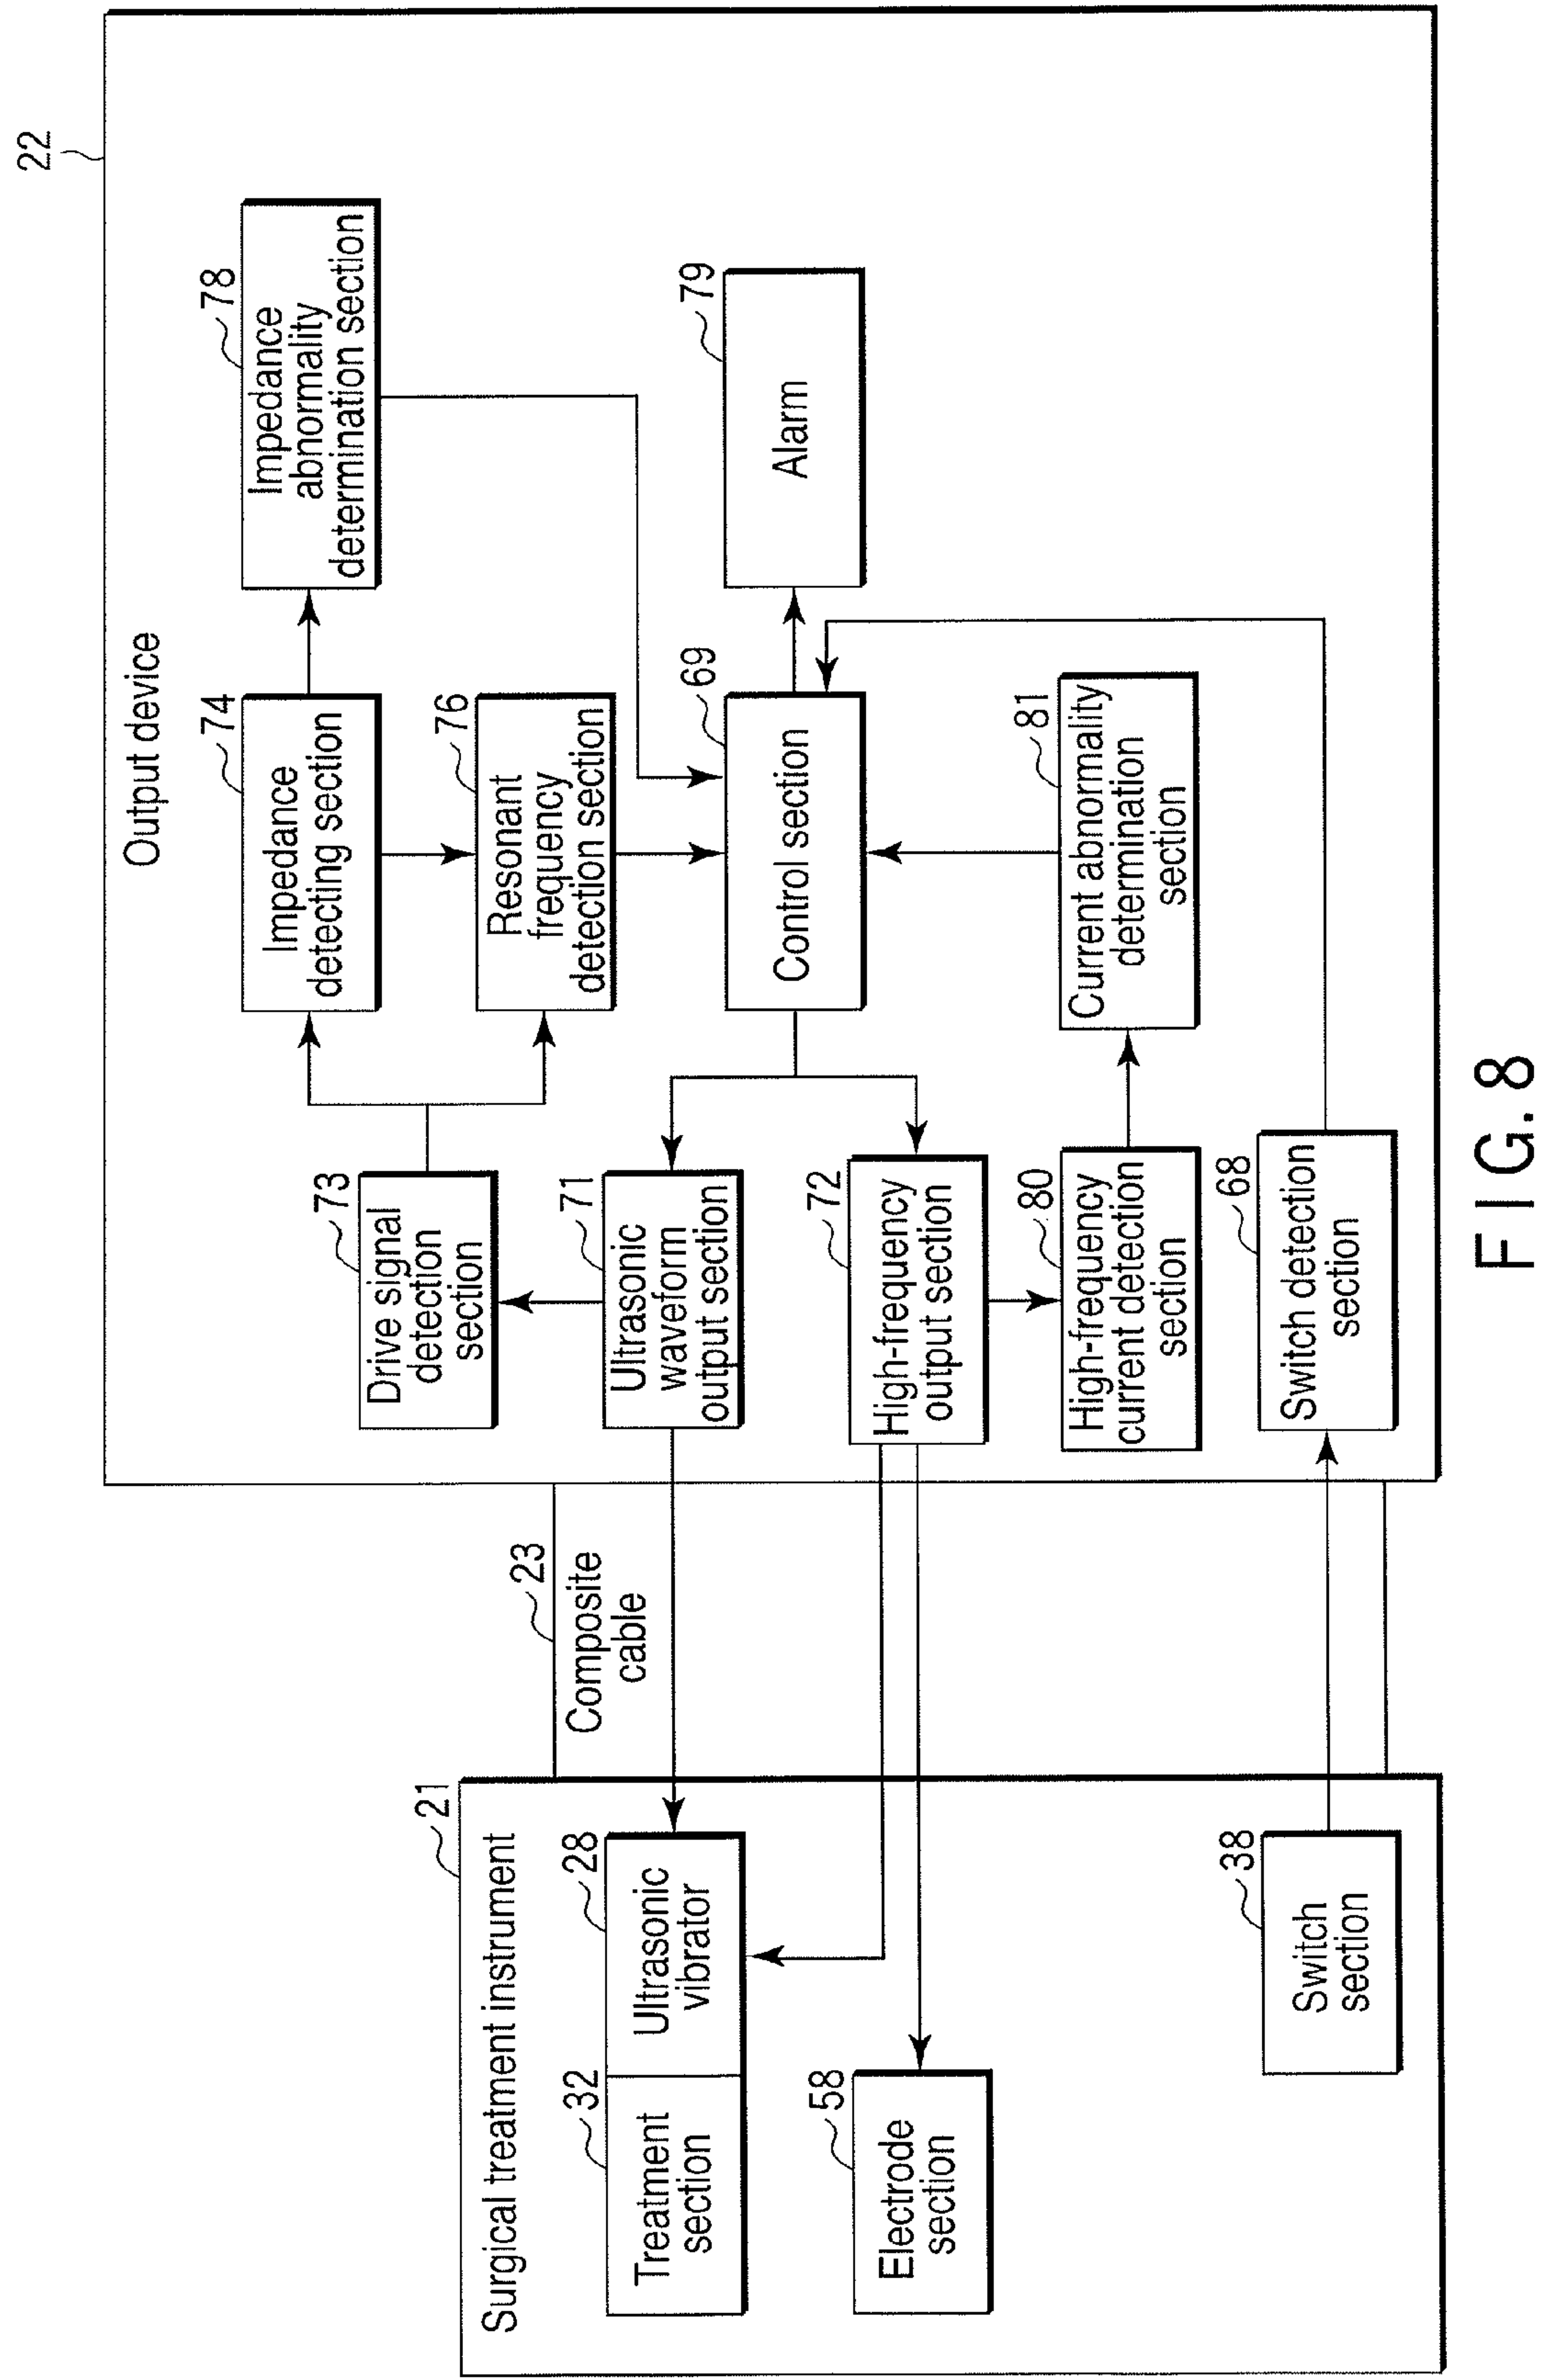 22
Output device
Surgical treatment instrument
21
23
Composite
cable
73
Drive signal
detection
section
74
Impedance
detecting section
78
Impedance
abnormality
determination section
76
Resonant
frequency
detection section
32
Treatment
section
28
Ultrasonic
vibrator
71
Ultrasonic
waveform
output section
69
Control section
79
Alarm
58
Electrode
section
72
High-frequency
output section
80
High-frequency
current detection
section
81
Current abnormality
determination
section
38
Switch
section
68
Switch detection
section
FIG. 8